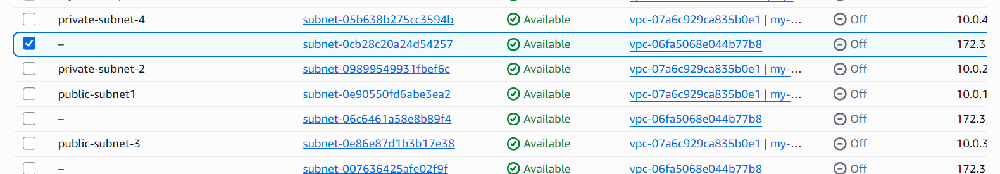 private-subnet-4 subnet-05b638b275cc3594b Available vpc-07a6c929ca835b0e1 | my-... Off 10.0.4
– subnet-0cb28c20a24d54257 Available vpc-06fa5068e044b77b8 Off 172.3
private-subnet-2 subnet-09899549931fbef6c Available vpc-07a6c929ca835b0e1 | my-... Off 10.0.2
public-subnet1 subnet-0e90550fd6abe3ea2 Available vpc-07a6c929ca835b0e1 | my-... Off 10.0.1
– subnet-06c6461a58e8b89f4 Available vpc-06fa5068e044b77b8 Off 172.3
public-subnet-3 subnet-0e86e87d1b3b17e38 Available vpc-07a6c929ca835b0e1 | my-... Off 10.0.3
– subnet-007636425afe02f9f Available vpc-06fa5068e044b77b8 Off 172.3